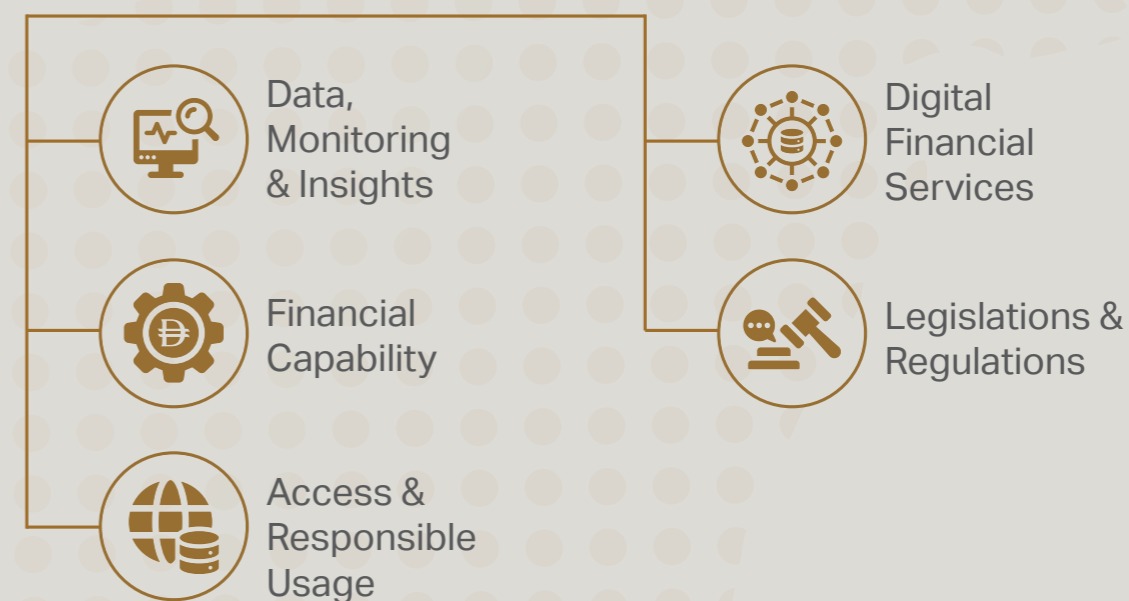 Data,
Monitoring
& Insights
Financial
Capability
Access &
Responsible
Usage
Digital
Financial
Services
Legislations &
Regulations